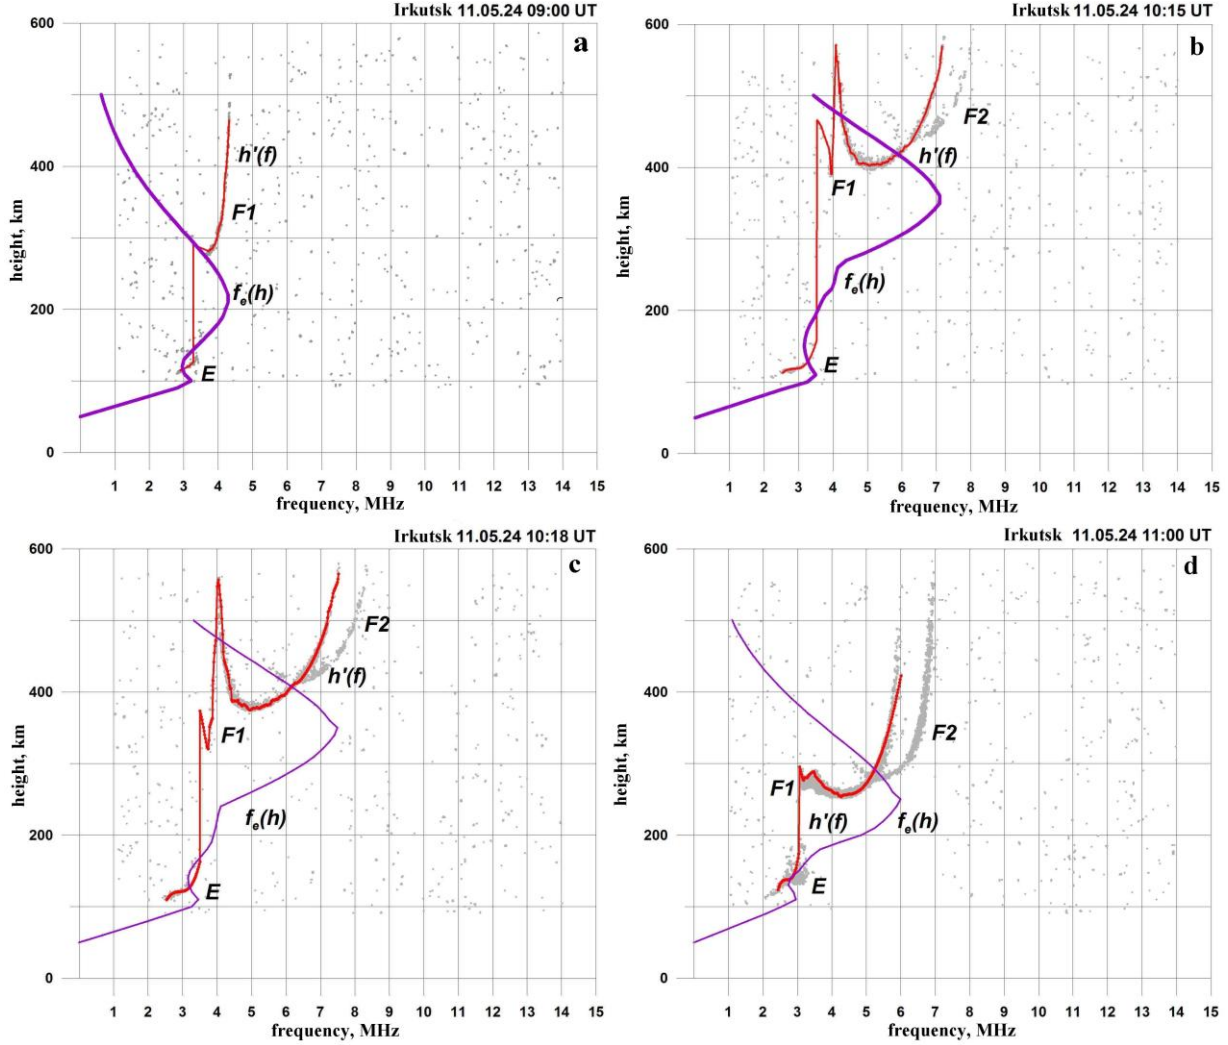 Irkutsk 11.05.24 09:00 UT
a
600
400
200
0
height, km
h'(f)
F1
fe(h)
E
1 2 3 4 5 6 7 8 9 10 11 12 13 14 15
frequency, MHz
Irkutsk 11.05.24 10:15 UT
b
600
400
200
0
height, km
F2
h'(f)
F1
fe(h)
E
1 2 3 4 5 6 7 8 9 10 11 12 13 14 15
frequency, MHz
Irkutsk 11.05.24 10:18 UT
c
600
400
200
0
height, km
F2
h'(f)
F1
fe(h)
E
1 2 3 4 5 6 7 8 9 10 11 12 13 14 15
frequency, MHz
Irkutsk 11.05.24 11:00 UT
d
600
400
200
0
height, km
F2
F1
h'(f)
fe(h)
E
1 2 3 4 5 6 7 8 9 10 11 12 13 14 15
frequency, MHz